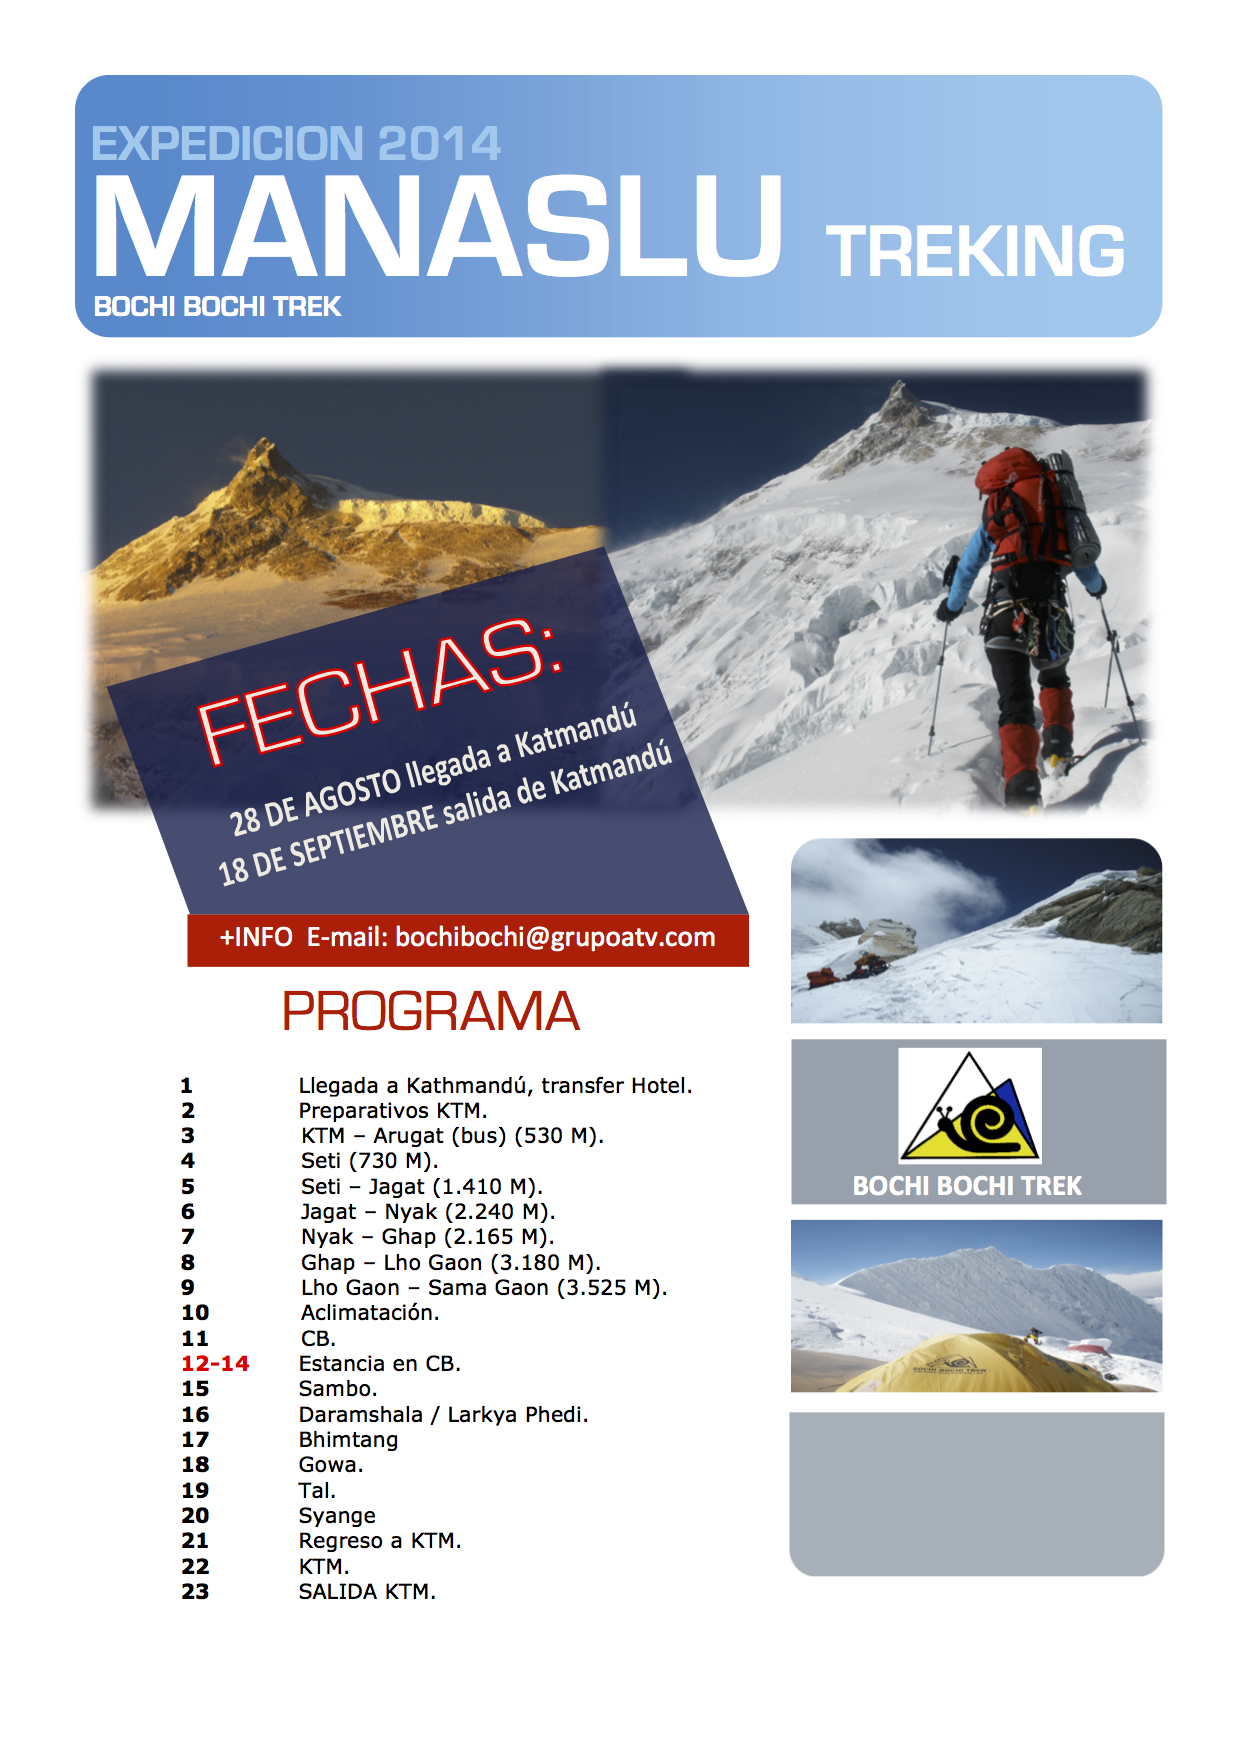 EXPEDICION 2014
MANASLU TREKING
BOCHI BOCHI TREK
FECHAS:
28 DE AGOSTO llegada a Katmandú
18 DE SEPTIEMBRE salida de Katmandú
+INFO E-mail: bochibochi@grupoatv.com
PROGRAMA
1 Llegada a Kathmandú, transfer Hotel.
2 Preparativos KTM.
3 KTM – Arugat (bus) (530 M).
4 Seti (730 M).
5 Seti – Jagat (1.410 M).
6 Jagat – Nyak (2.240 M).
7 Nyak – Ghap (2.165 M).
8 Ghap – Lho Gaon (3.180 M).
9 Lho Gaon – Sama Gaon (3.525 M).
10 Aclimatación.
11 CB.
12-14 Estancia en CB.
15 Sambo.
16 Daramshala / Larkya Phedi.
17 Bhimtang
18 Gowa.
19 Tal.
20 Syange
21 Regreso a KTM.
22 KTM.
23 SALIDA KTM.
BOCHI BOCHI TREK
BOCHI BOCHI TREK